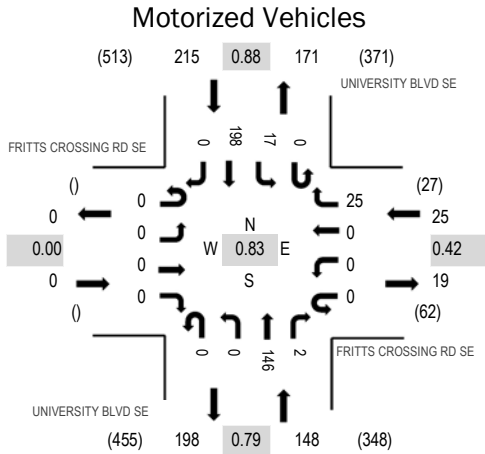 Motorized Vehicles
(513) 215 0.88 171 (371)
UNIVERSITY BLVD SE
FRITTS CROSSING RD SE
0 198 17 0
() 0 25 (27)
0 25
0 N 0
0.00 W 0.83 E 0.42
0 S 0
0 0 0 19
() (62)
0 0 146 2
FRITTS CROSSING RD SE
UNIVERSITY BLVD SE
(455) 198 0.79 148 (348)